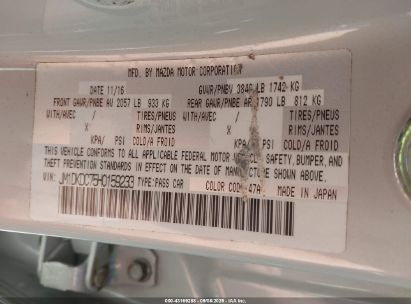 MFD. BY MAZDA MOTOR CORPORATION
DATE 11/16 GVWR/PNBV 3840 LB 1742 KG
FRONT GAWR/PNBE AV 2057 LB 933 KG REAR GAWR/PNBE AR 1790 LB 812 KG
WITH/AVEC / TIRES/PNEUS WITH/AVEC / TIRES/PNEUS
X RIMS/JANTES X RIMS/JANTES
KPA/ PSI COLD/A FROID KPA/ PSI COLD/A FROID
THIS VEHICLE CONFORMS TO ALL APPLICABLE FEDERAL MOTOR VEHICLE SAFETY, BUMPER, AND
THEFT PREVENTION STANDARDS IN EFFECT ON THE DATE OF MANUFACTURE SHOWN ABOVE.
VIN: JM1DKDC75H0159233 TYPE:PASS CAR COLOR CODE: 47A MADE IN JAPAN